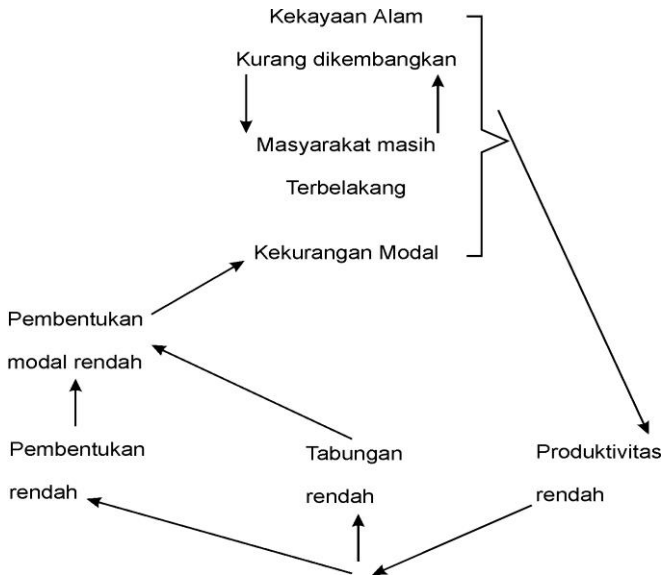 Kekayaan Alam
Kurang dikembangkan
Masyarakat masih
Terbelakang
Kekurangan Modal
Pembentukan
modal rendah
Pembentukan
rendah
Tabungan
rendah
Produktivitas
rendah